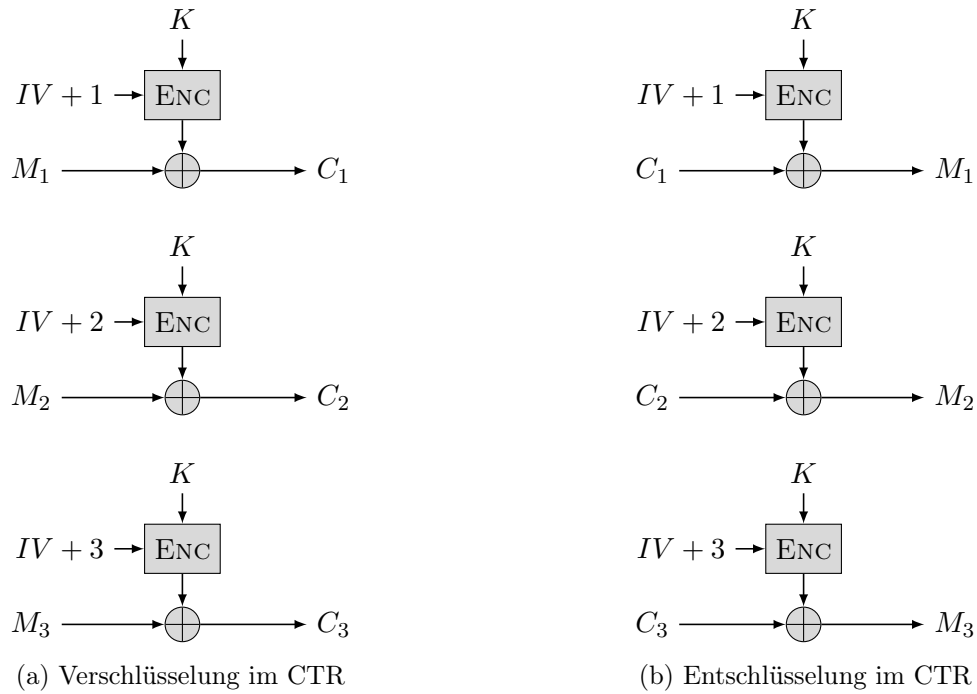 K
IV + 1 ENC
M₁ C₁
K
IV + 2 ENC
M₂ C₂
K
IV + 3 ENC
M₃ C₃
(a) Verschlüsselung im CTR
K
IV + 1 ENC
C₁ M₁
K
IV + 2 ENC
C₂ M₂
K
IV + 3 ENC
C₃ M₃
(b) Entschlüsselung im CTR